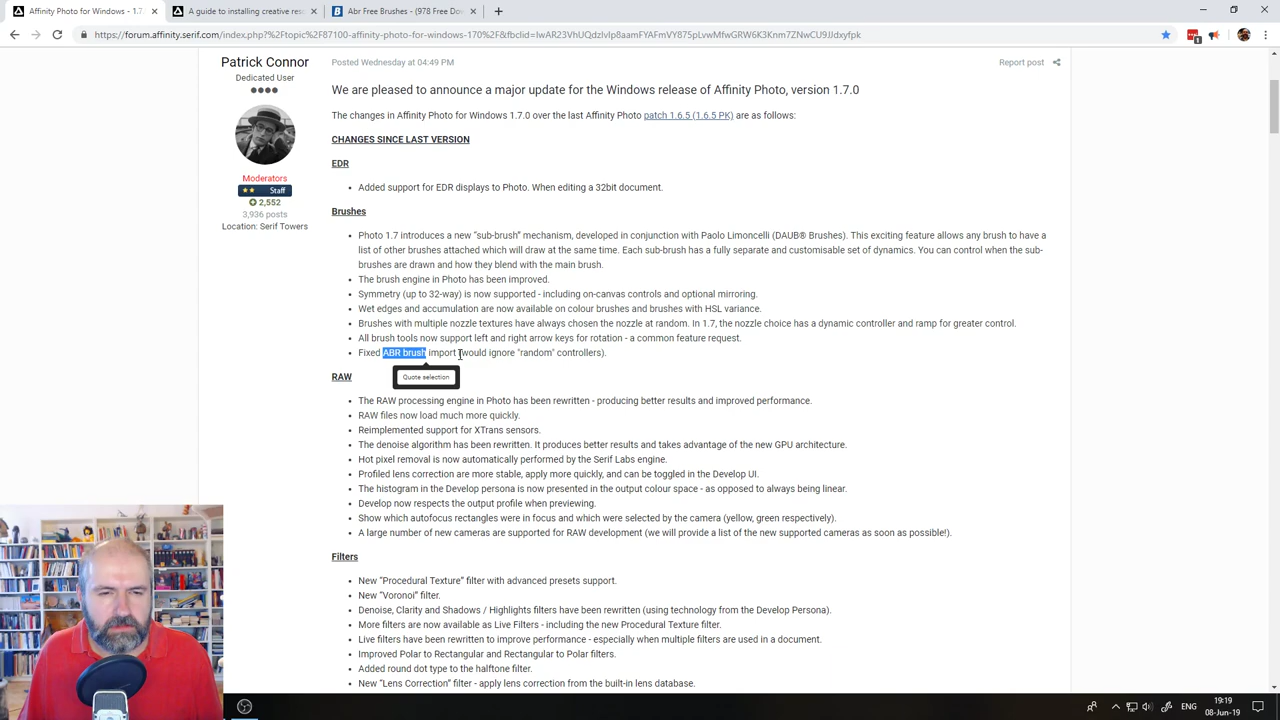 Affinity Photo for Windows - 1.7.
A guide to installing creative reso
Abr Free Brushes - (978 Free Do
https://forum.affinity.serif.com/index.php?/topic/87100-affinity-photo-for-windows-170%2F&fbclid=IwAR23VhUQdzIvIp8aamFYAFmVY875pLvwMfwGRW6K3Knm7ZNwCU9JJdxyfpk
1
Patrick Connor
Dedicated User
Moderators
Staff
2,552
3,936 posts
Location: Serif Towers
Posted Wednesday at 04:49 PM
Report post
We are pleased to announce a major update for the Windows release of Affinity Photo, version 1.7.0
The changes in Affinity Photo for Windows 1.7.0 over the last Affinity Photo patch 1.6.5 (1.6.5 PK) are as follows:
CHANGES SINCE LAST VERSION
EDR
• Added support for EDR displays to Photo. When editing a 32bit document.
Brushes
• Photo 1.7 introduces a new "sub-brush" mechanism, developed in conjunction with Paolo Limoncelli (DAUB® Brushes). This exciting feature allows any brush to have a
list of other brushes attached which will draw at the same time. Each sub-brush has a fully separate and customisable set of dynamics. You can control when the sub-
brushes are drawn and how they blend with the main brush.
• The brush engine in Photo has been improved.
• Symmetry (up to 32-way) is now supported - including on-canvas controls and optional mirroring.
• Wet edges and accumulation are now available on colour brushes and brushes with HSL variance.
• Brushes with multiple nozzle textures have always chosen the nozzle at random. In 1.7, the nozzle choice has a dynamic controller and ramp for greater control.
• All brush tools now support left and right arrow keys for rotation - a common feature request.
• Fixed ABR brush import (would ignore "random" controllers).
Quote selection
RAW
• The RAW processing engine in Photo has been rewritten - producing better results and improved performance.
• RAW files now load much more quickly.
• Reimplemented support for XTrans sensors.
• The denoise algorithm has been rewritten. It produces better results and takes advantage of the new GPU architecture.
• Hot pixel removal is now automatically performed by the Serif Labs engine.
• Profiled lens correction are more stable, apply more quickly, and can be toggled in the Develop UI.
• The histogram in the Develop persona is now presented in the output colour space - as opposed to always being linear.
• Develop now respects the output profile when previewing.
• Show which autofocus rectangles were in focus and which were selected by the camera (yellow, green respectively).
• A large number of new cameras are supported for RAW development (we will provide a list of the new supported cameras as soon as possible!).
Filters
• New "Procedural Texture" filter with advanced presets support.
• New "Voronoi" filter.
• Denoise, Clarity and Shadows / Highlights filters have been rewritten (using technology from the Develop Persona).
• More filters are now available as Live Filters - including the new Procedural Texture filter.
• Live filters have been rewritten to improve performance - especially when multiple filters are used in a document.
• Improved Polar to Rectangular and Rectangular to Polar filters.
• Added round dot type to the halftone filter.
• New "Lens Correction" filter - apply lens correction from the built-in lens database.
ENG
19:19
08-Jun-19